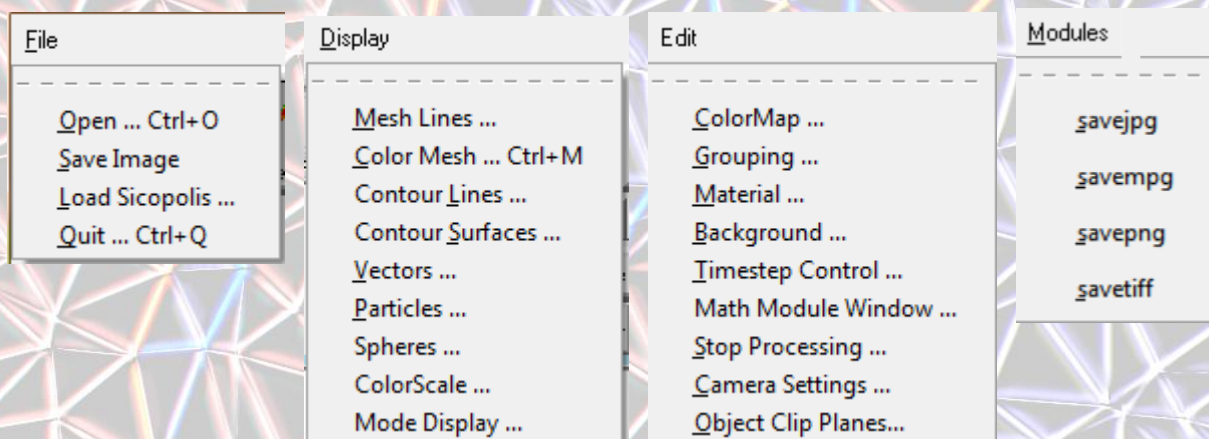 File
Open ... Ctrl+O
Save Image
Load Sicopolis ...
Quit ... Ctrl+Q
Display
Mesh Lines ...
Color Mesh ... Ctrl+M
Contour Lines ...
Contour Surfaces ...
Vectors ...
Particles ...
Spheres ...
ColorScale ...
Mode Display ...
Edit
ColorMap ...
Grouping ...
Material ...
Background ...
Timestep Control ...
Math Module Window ...
Stop Processing ...
Camera Settings ...
Object Clip Planes...
Modules
savejpg
savempg
savepng
savetiff